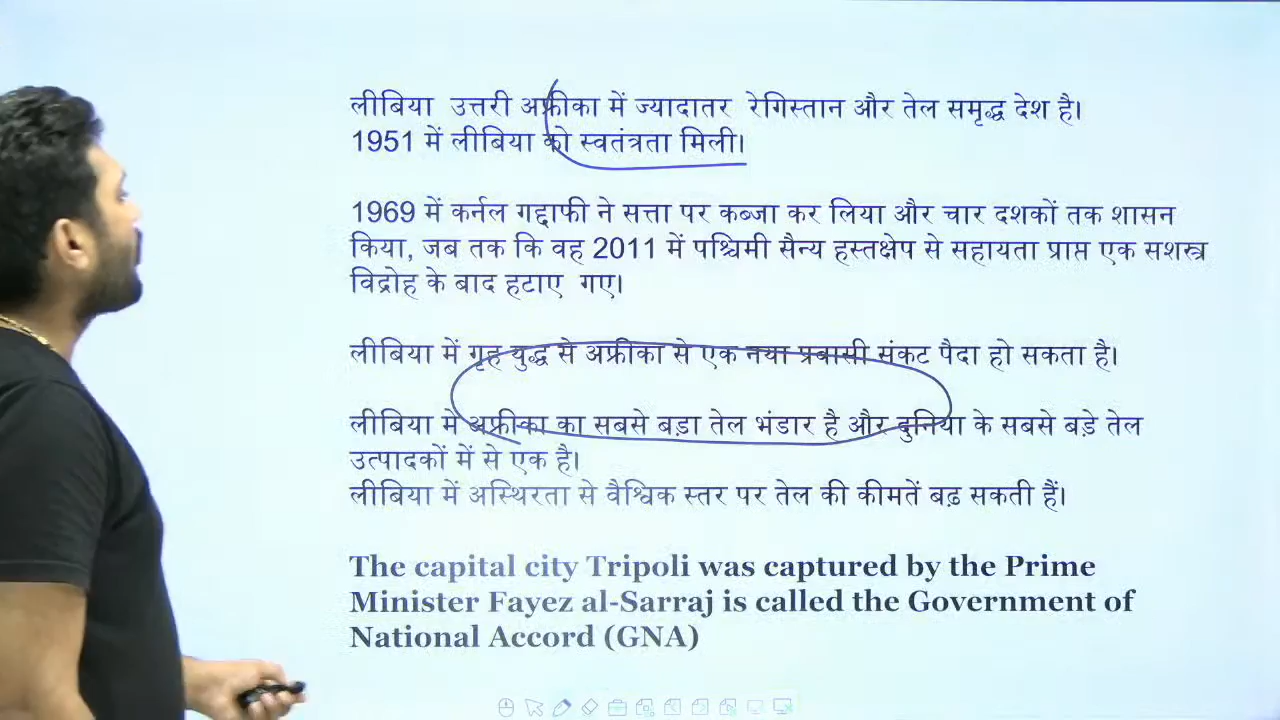 लीबिया उत्तरी अफ्रीका में ज्यादातर रेगिस्तान और तेल समृद्ध देश है।
1951 में लीबिया को स्वतंत्रता मिली।
1969 में कर्नल गद्दाफी ने सत्ता पर कब्जा कर लिया और चार दशकों तक शासन
किया, जब तक कि वह 2011 में पश्चिमी सैन्य हस्तक्षेप से सहायता प्राप्त एक सशस्त्र
विद्रोह के बाद हटाए गए।
लीबिया में गृह युद्ध से अफ्रीका से एक नया प्रवासी संकट पैदा हो सकता है।
लीबिया में अफ्रीका का सबसे बड़ा तेल भंडार है और दुनिया के सबसे बड़े तेल
उत्पादकों में से एक है।
लीबिया में अस्थिरता से वैश्विक स्तर पर तेल की कीमतें बढ़ सकती हैं।
The capital city Tripoli was captured by the Prime
Minister Fayez al-Sarraj is called the Government of
National Accord (GNA)